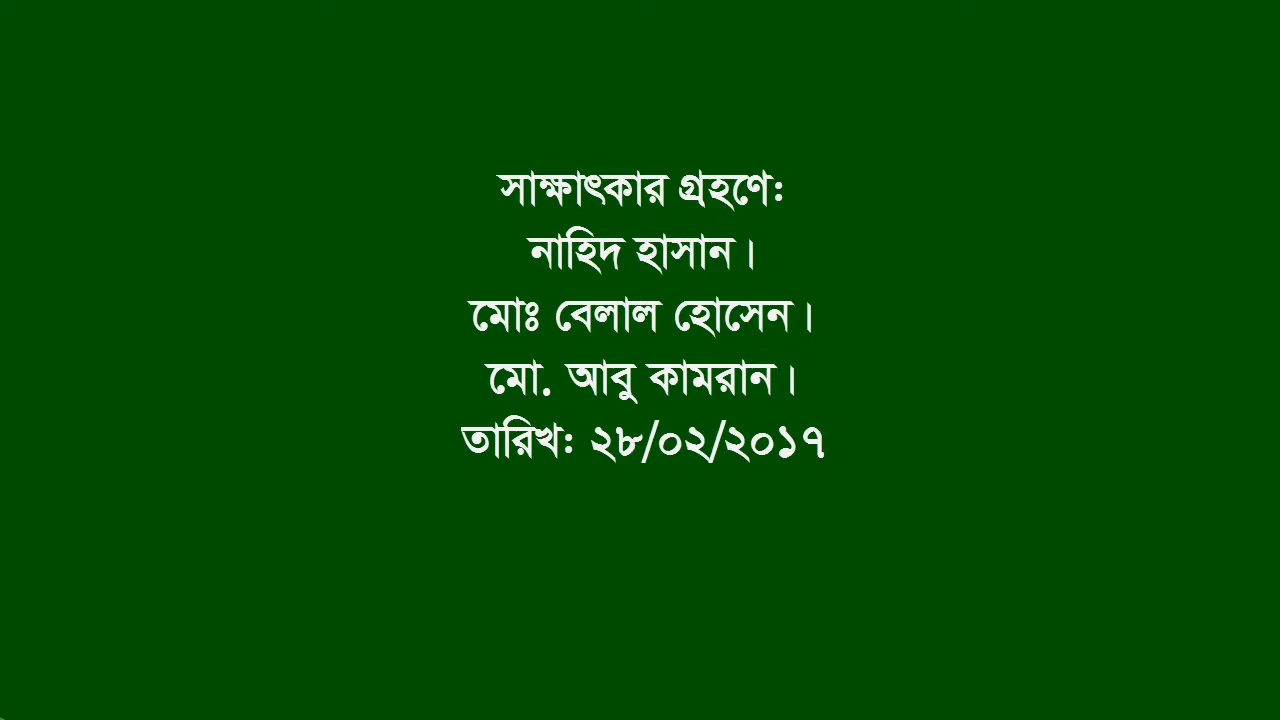 সাক্ষাৎকার গ্রহণে:
নাহিদ হাসান।
মোঃ বেলাল হোসেন।
মো. আবু কামরান।
তারিখ: ২৮/০২/২০১৭